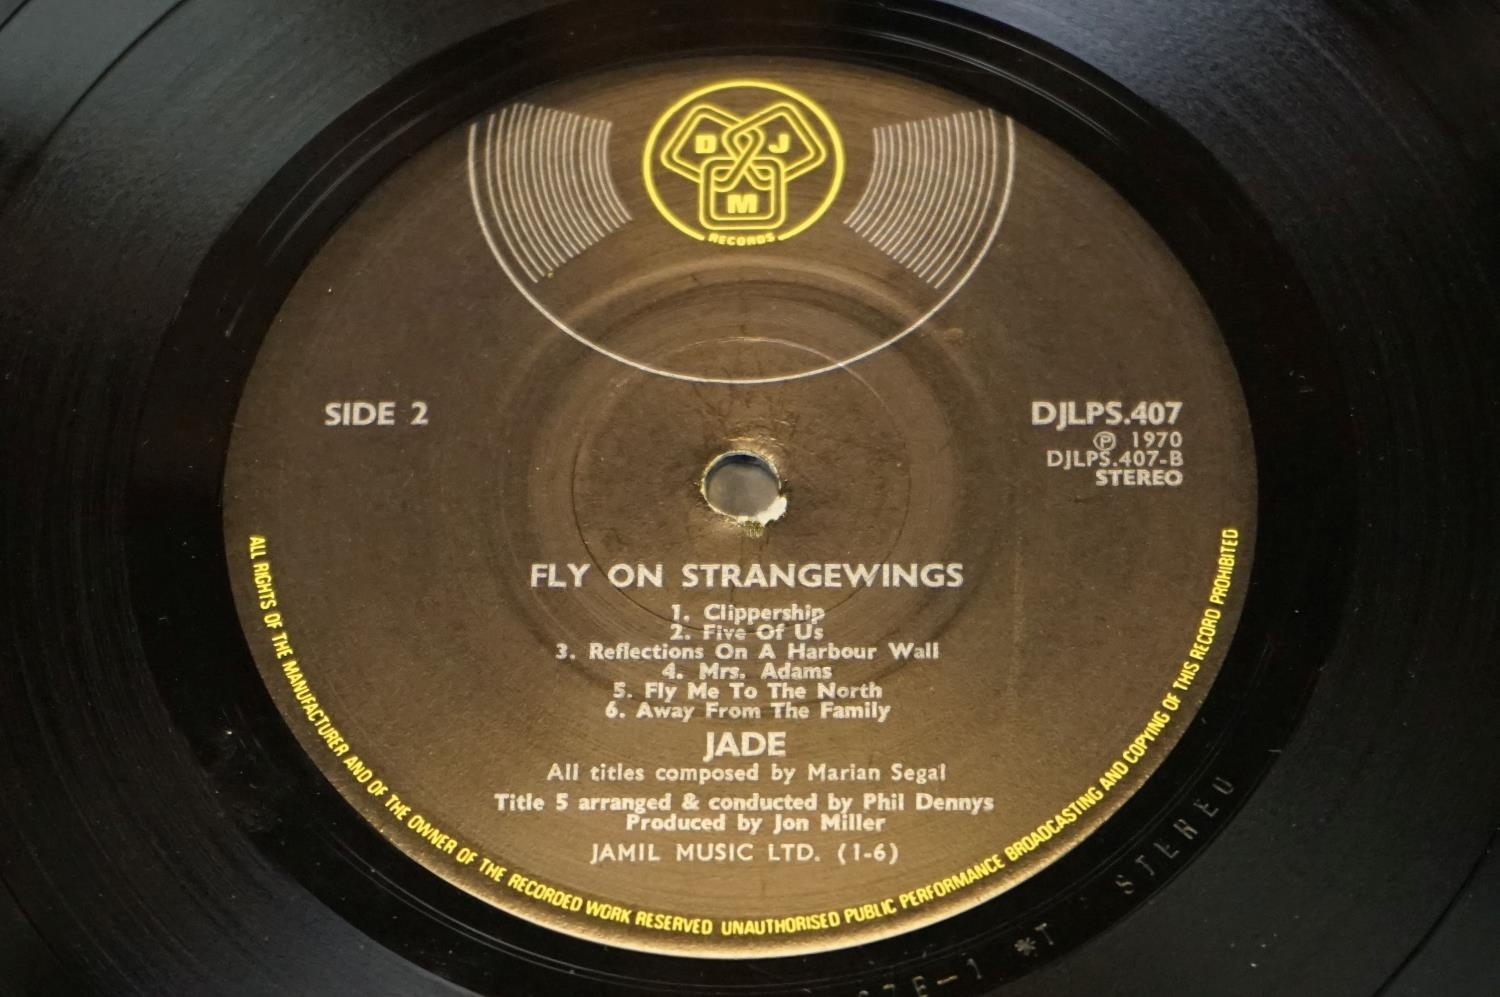 D J
M
RECORDS
SIDE 2
DJLPS.407
Ⓟ 1970
DJLPS.407-B
STEREO
FLY ON STRANGEWINGS
1. Clippership
2. Five Of Us
3. Reflections On A Harbour Wall
4. Mrs. Adams
5. Fly Me To The North
6. Away From The Family
JADE
All titles composed by Marian Segal
Title 5 arranged & conducted by Phil Dennys
Produced by Jon Miller
JAMIL MUSIC LTD. (1-6)
ALL RIGHTS OF THE MANUFACTURER AND OF THE OWNER OF THE RECORDED WORK RESERVED UNAUTHORISED PUBLIC PERFORMANCE BROADCASTING AND COPYING OF THIS RECORD PROHIBITED
-1 *T STEREO